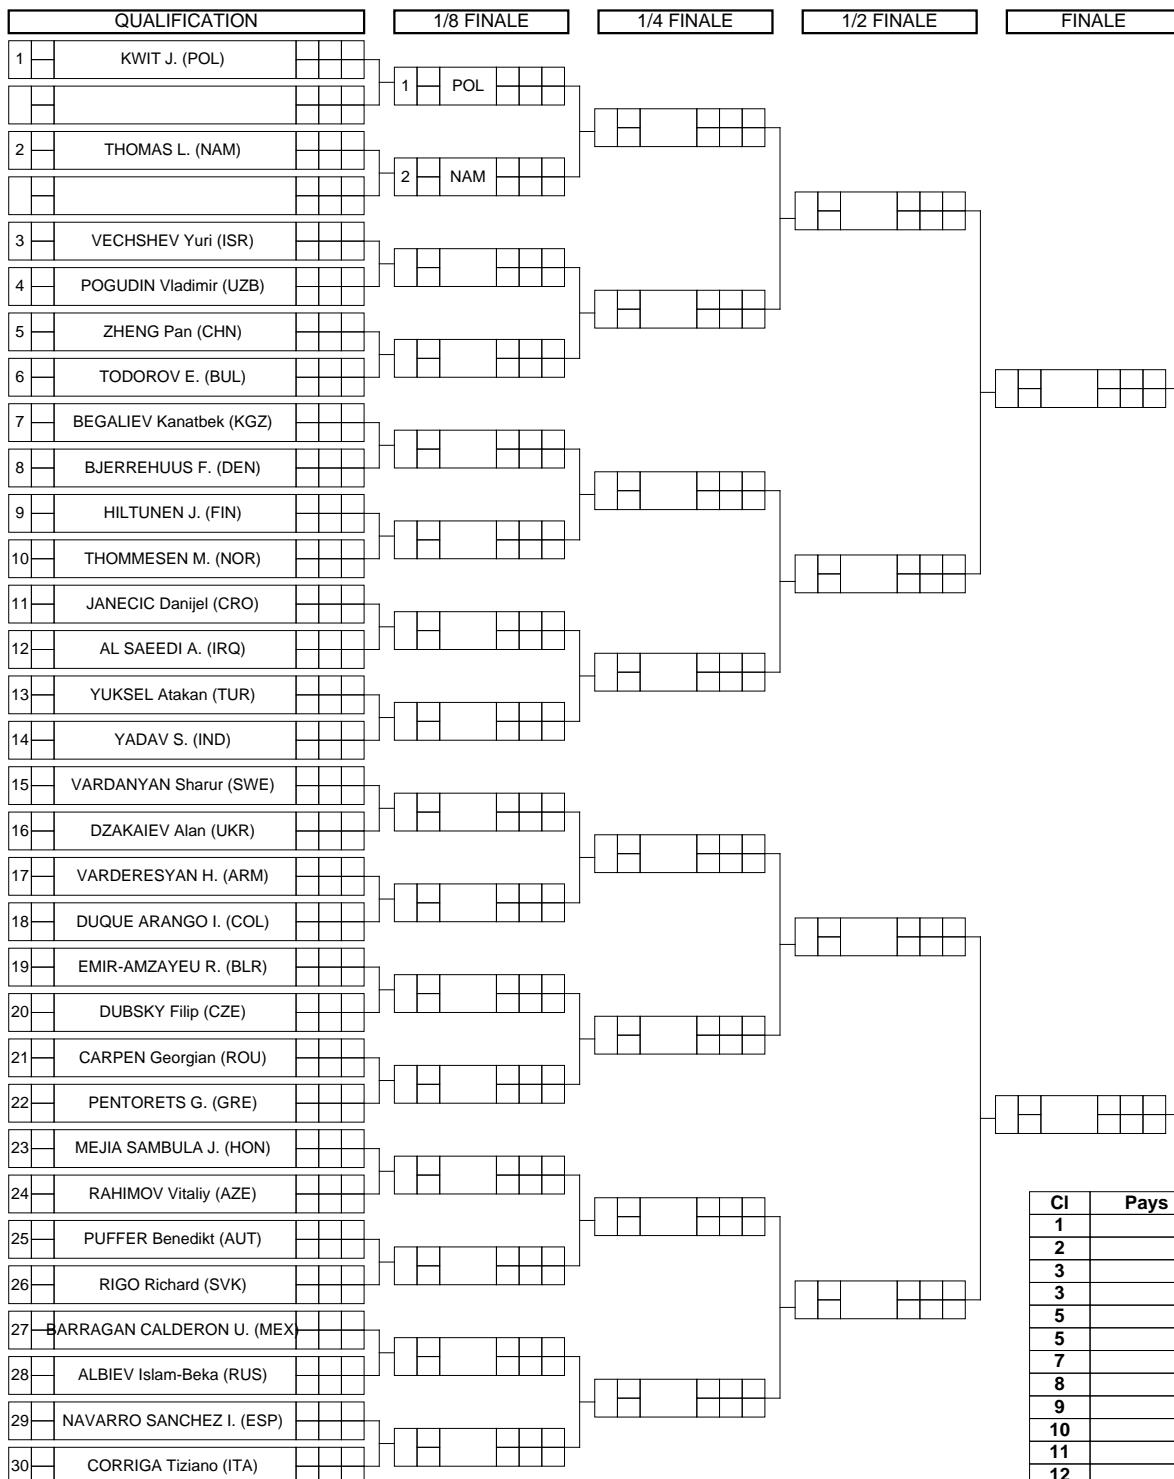 QUALIFICATION 1/8 FINALE 1/4 FINALE 1/2 FINALE FINALE
1 KWIT J. (POL)
1 POL
2 THOMAS L. (NAM)
2 NAM
3 VECHSHEV Yuri (ISR)
4 POGUDIN Vladimir (UZB)
5 ZHENG Pan (CHN)
6 TODOROV E. (BUL)
7 BEGALIEV Kanatbek (KGZ)
8 BJERREHUUS F. (DEN)
9 HILTUNEN J. (FIN)
10 THOMMESEN M. (NOR)
11 JANECIC Danijel (CRO)
12 AL SAEEDI A. (IRQ)
13 YUKSEL Atakan (TUR)
14 YADAV S. (IND)
15 VARDANYAN Sharur (SWE)
16 DZAKAIEV Alan (UKR)
17 VARDERESYAN H. (ARM)
18 DUQUE ARANGO I. (COL)
19 EMIR-AMZAYEU R. (BLR)
20 DUBSKY Filip (CZE)
21 CARPEN Georgian (ROU)
22 PENTORETS G. (GRE)
23 MEJIA SAMBULA J. (HON)
24 RAHIMOV Vitaliy (AZE)
25 PUFFER Benedikt (AUT)
26 RIGO Richard (SVK)
27 BARRAGAN CALDERON U. (MEX)
28 ALBIEV Islam-Beka (RUS)
29 NAVARRO SANCHEZ I. (ESP)
30 CORRIGA Tiziano (ITA)
Cl Pays
1
2
3
3
5
5
7
8
9
10
11
12